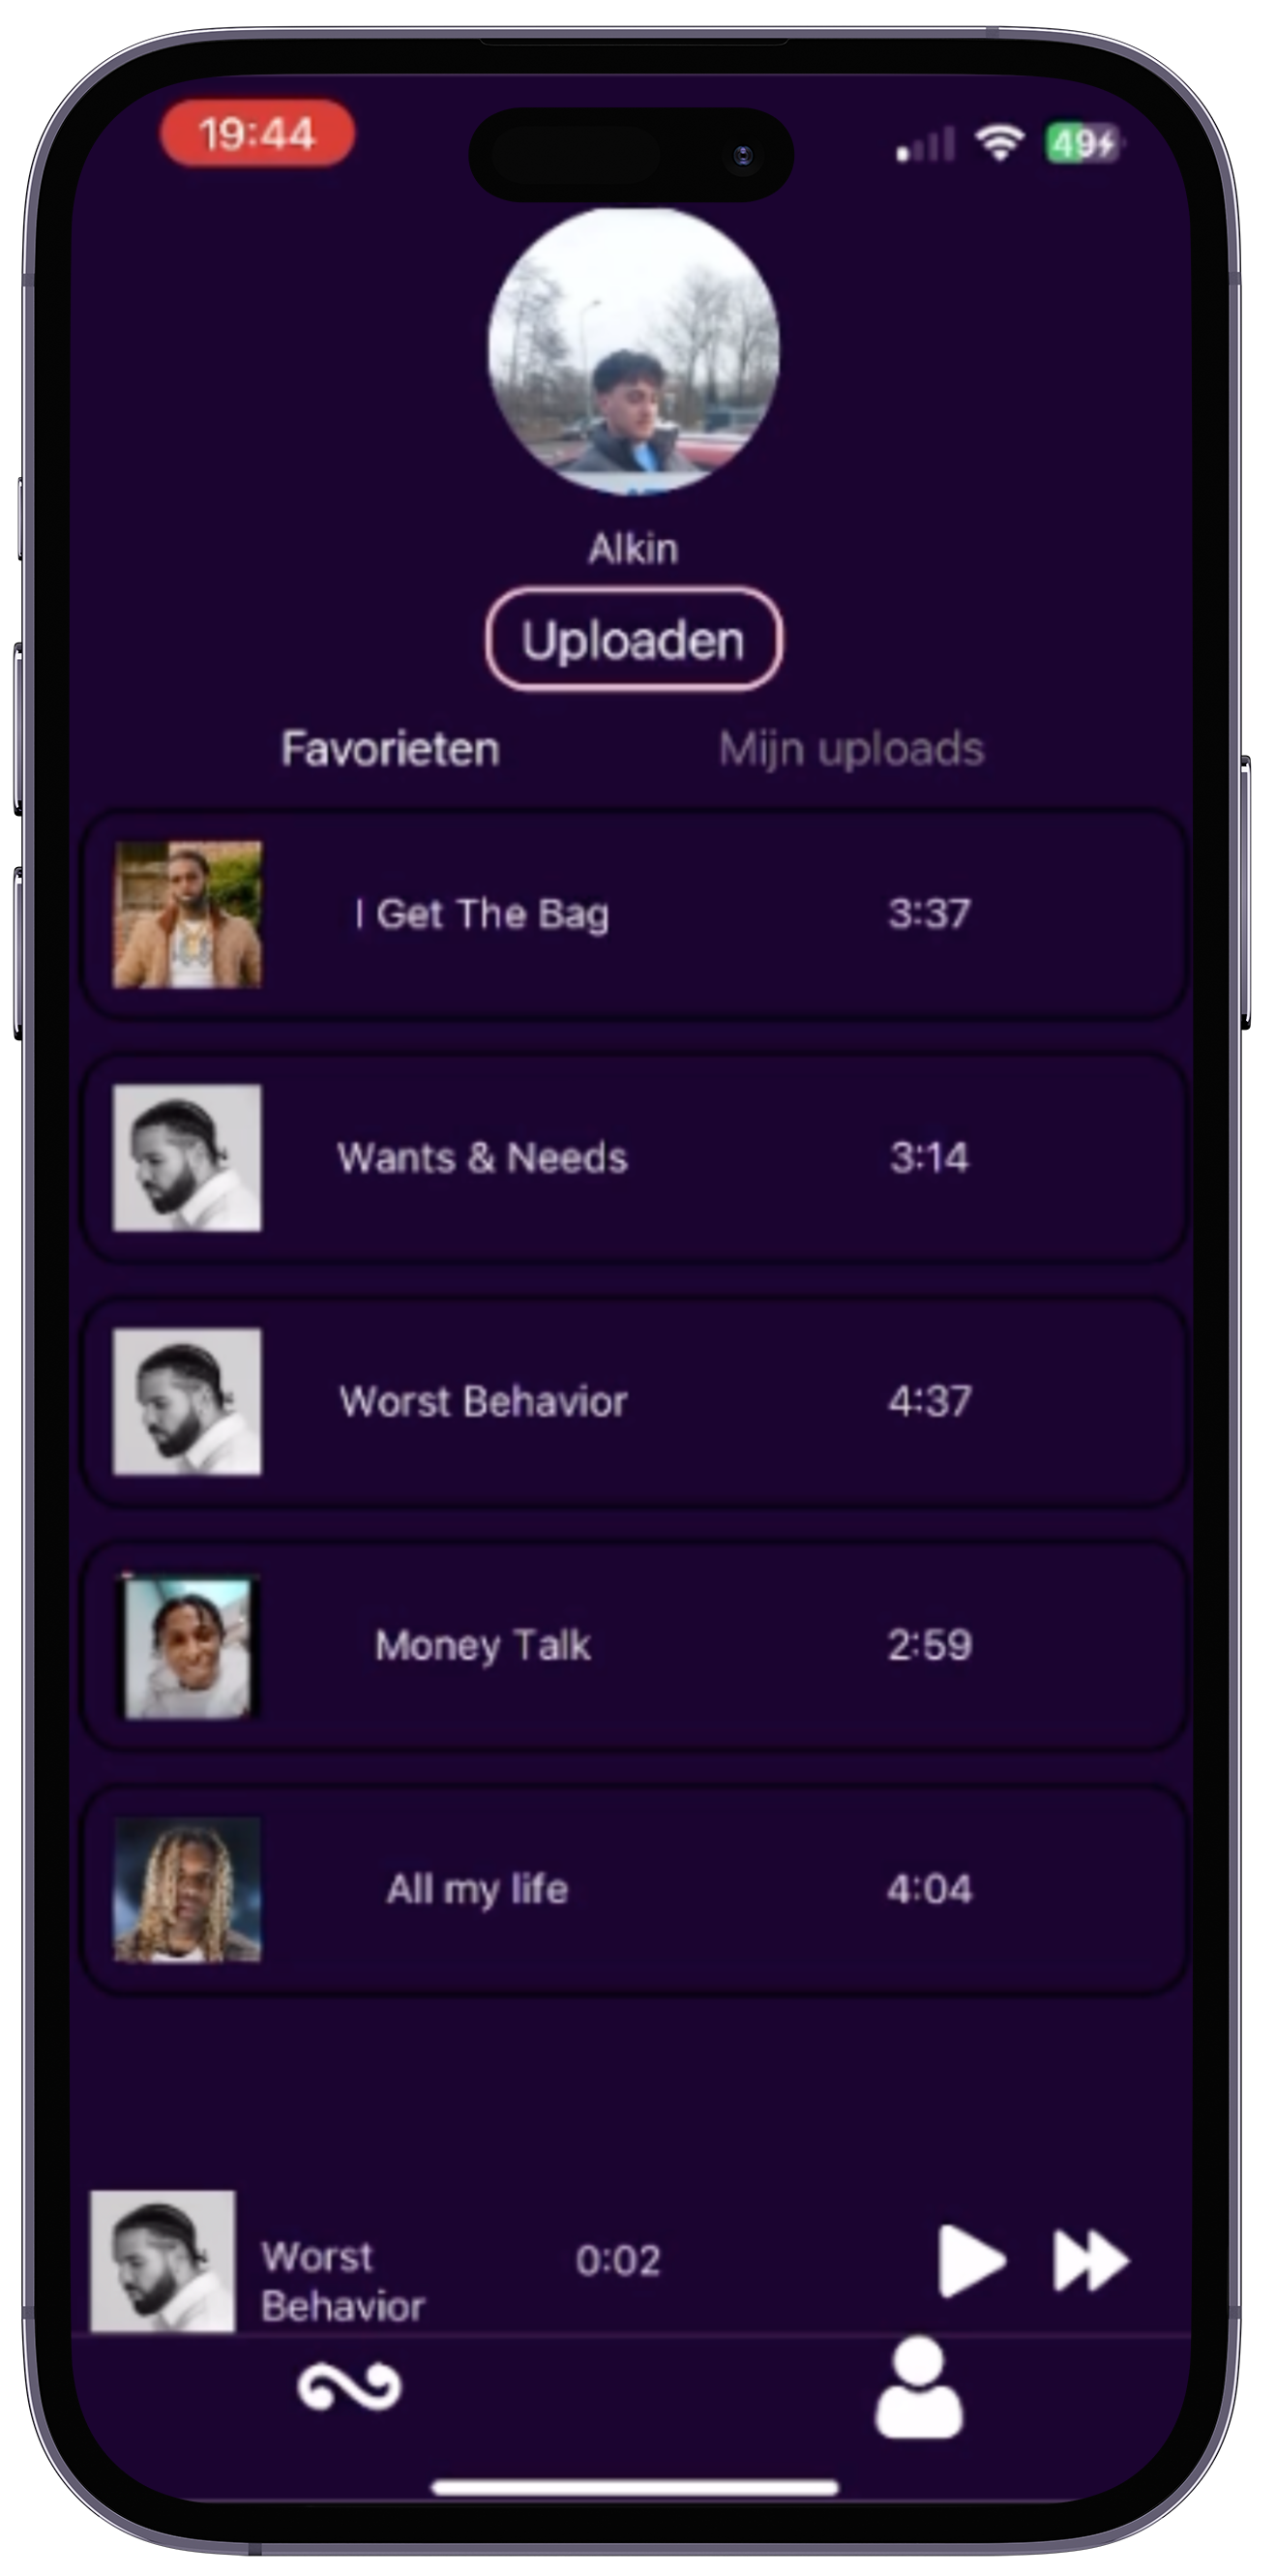 19:44
49
Alkin
Uploaden
Favorieten Mijn uploads
I Get The Bag 3:37
Wants & Needs 3:14
Worst Behavior 4:37
Money Talk 2:59
All my life 4:04
Worst 0:02
Behavior